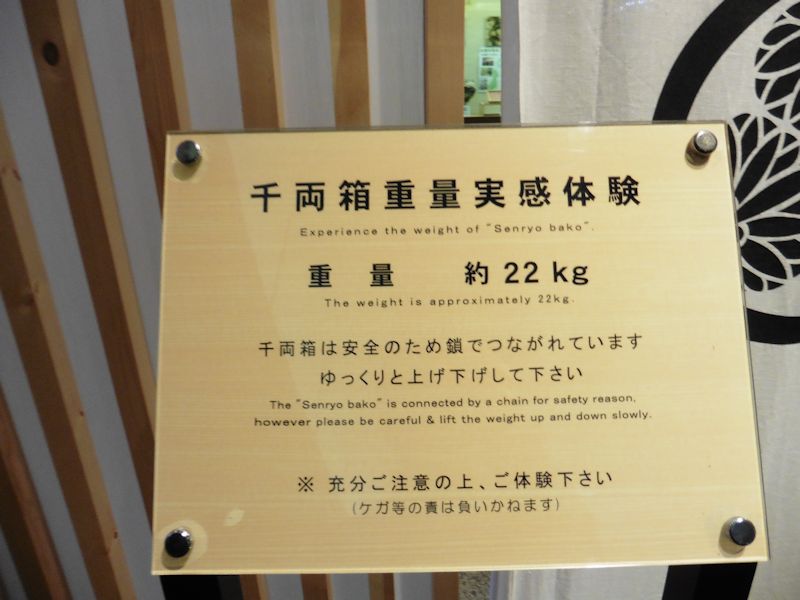 千両箱重量実感体験
Experience the weight of "Senryo bako".
重量 約 22 kg
The weight is approximately 22kg.
千両箱は安全のため鎖でつながれています
ゆっくりと上げ下げして下さい
The "Senryo bako" is connected by a chain for safety reason,
however please be careful & lift the weight up and down slowly.
※ 充分ご注意の上、ご体験下さい
(ケガ等の責は負いかねます)